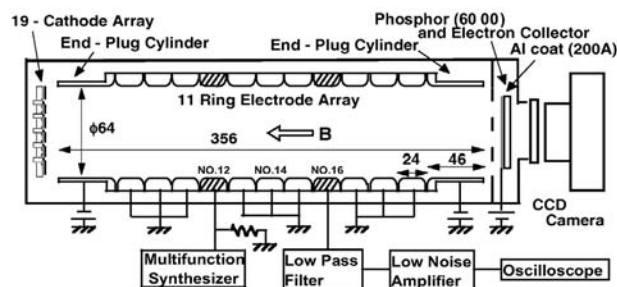 19 - Cathode Array
Phosphor (60 00)
and Electron Collector
Al coat (200A)
End - Plug Cylinder
End - Plug Cylinder
11 Ring Electrode Array
ϕ64
356
B
24
46
NO.12
NO.14
NO.16
CCD
Camera
Multifunction
Synthesizer
Low Pass
Filter
Low Noise
Amplifier
Oscilloscope